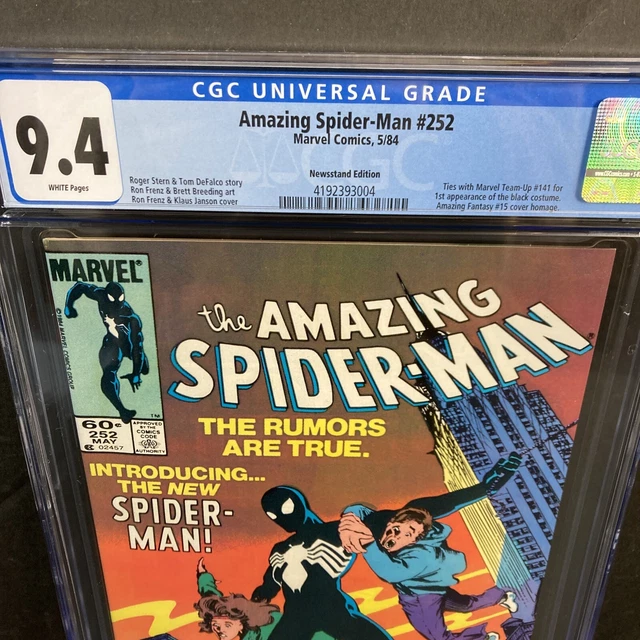 CGC UNIVERSAL GRADE
9.4
WHITE Pages
Amazing Spider-Man #252
Marvel Comics, 5/84
Newsstand Edition
4192393004
Roger Stern & Tom DeFalco story
Ron Frenz & Brett Breeding art
Ron Frenz & Klaus Janson cover
Ties with Marvel Team-Up #141 for
1st appearance of the black costume.
Amazing Fantasy #15 cover homage.
CGC
MARVEL
60¢
252
MAY
02457
APPROVED
BY THE
COMICS
CODE
AUTHORITY
the AMAZING
SPIDER-MAN
THE RUMORS
ARE TRUE.
INTRODUCING...
THE NEW
SPIDER-
MAN!